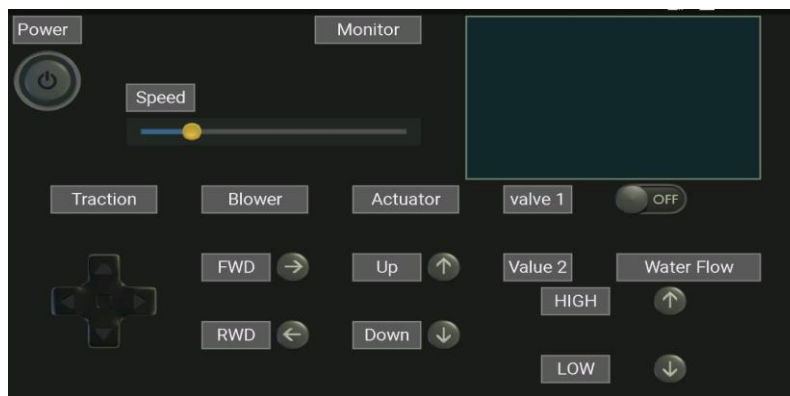 Power
Monitor
Speed
Traction
Blower
Actuator
valve 1
OFF
FWD
Up
Value 2
Water Flow
HIGH
RWD
Down
LOW